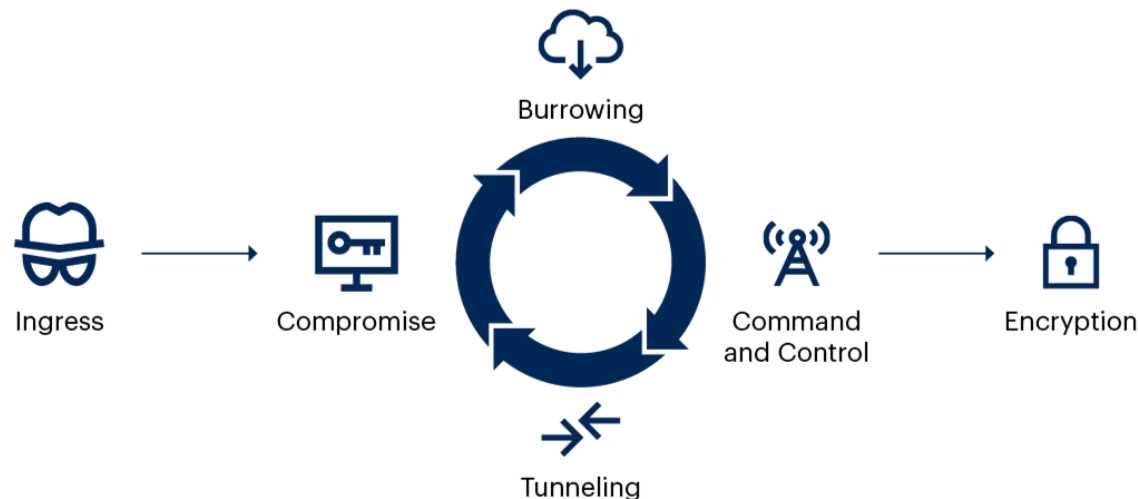 Burrowing
Ingress
Compromise
Command
and Control
Encryption
Tunneling